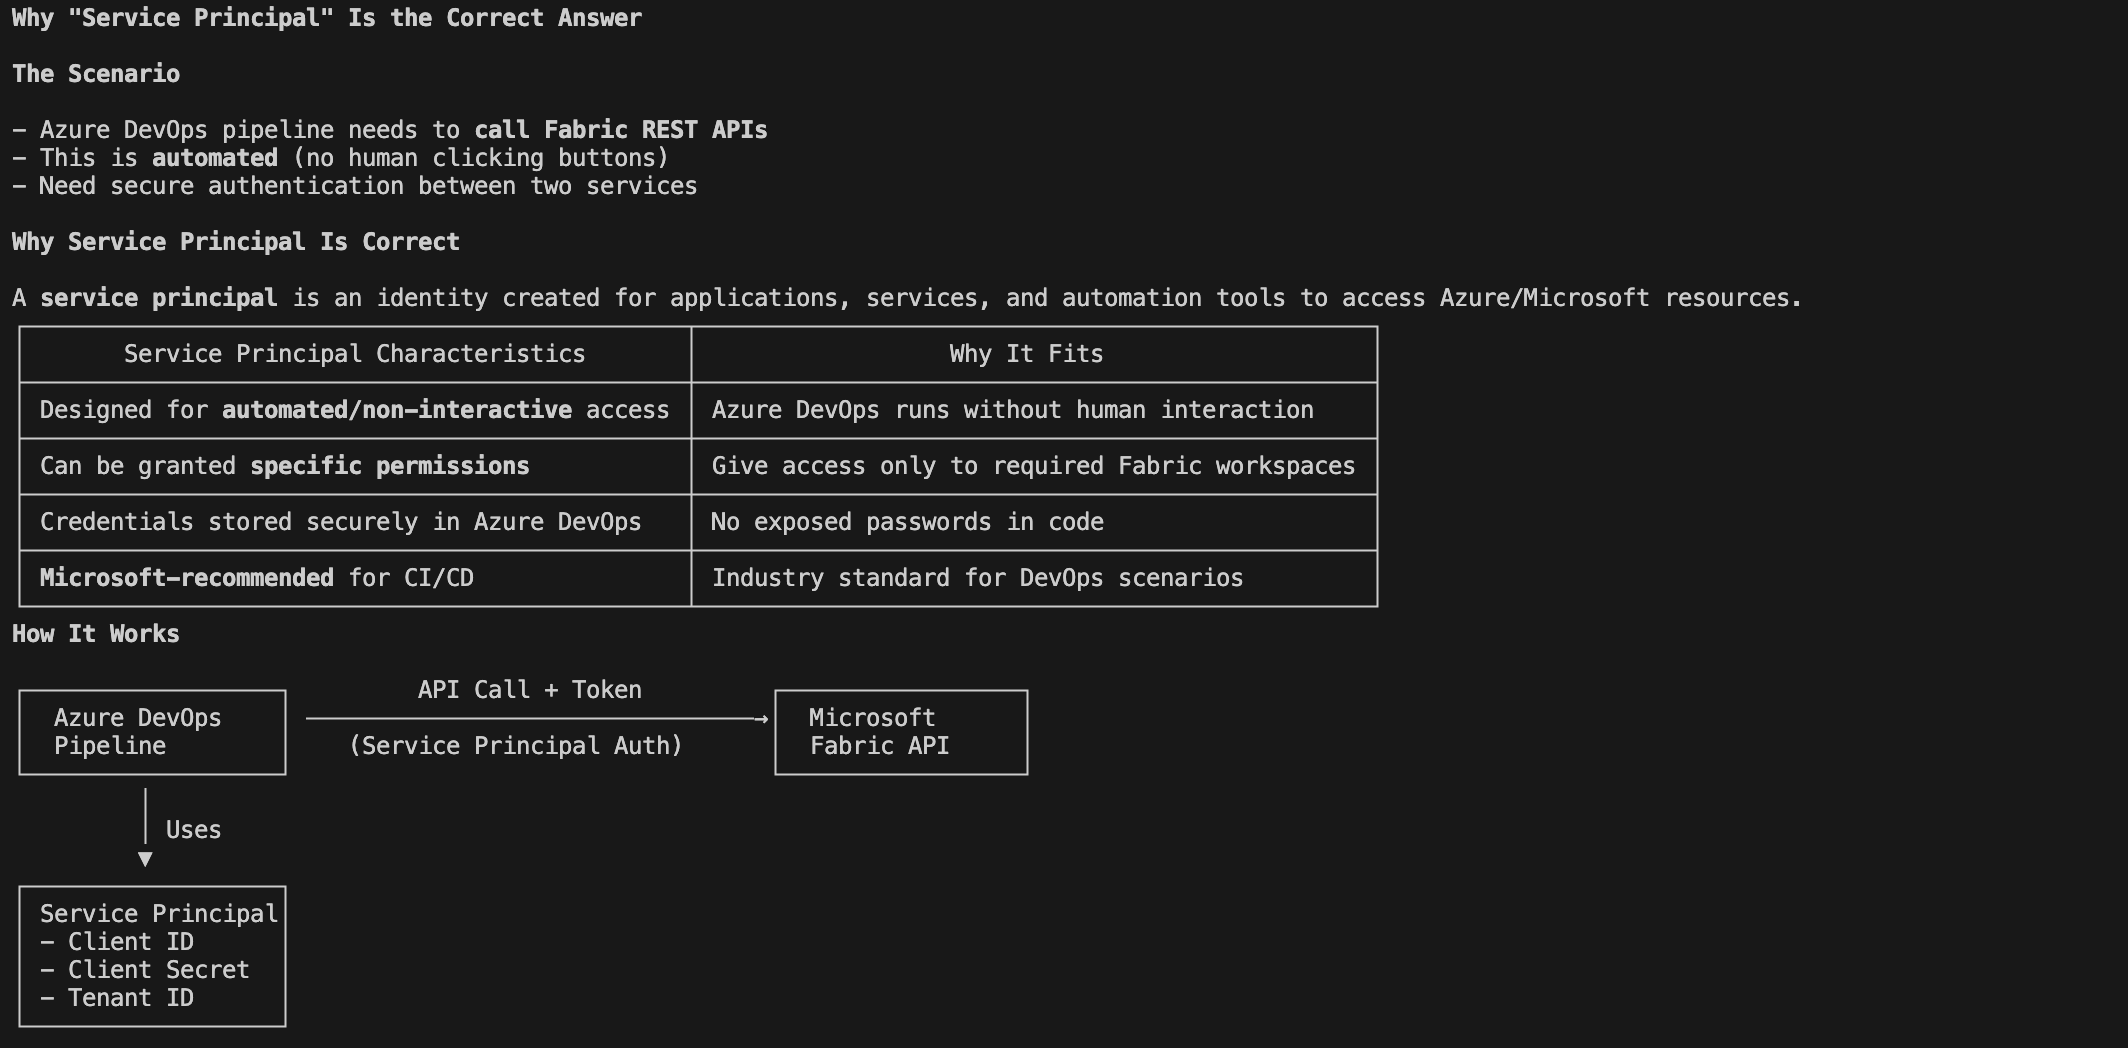 Why "Service Principal" Is the Correct Answer
The Scenario
– Azure DevOps pipeline needs to call Fabric REST APIs
– This is automated (no human clicking buttons)
– Need secure authentication between two services
Why Service Principal Is Correct
A service principal is an identity created for applications, services, and automation tools to access Azure/Microsoft resources.
Service Principal Characteristics Why It Fits
Designed for automated/non–interactive access Azure DevOps runs without human interaction
Can be granted specific permissions Give access only to required Fabric workspaces
Credentials stored securely in Azure DevOps No exposed passwords in code
Microsoft–recommended for CI/CD Industry standard for DevOps scenarios
How It Works
API Call + Token
Azure DevOps
Pipeline
(Service Principal Auth)
Microsoft
Fabric API
Uses
Service Principal
– Client ID
– Client Secret
– Tenant ID